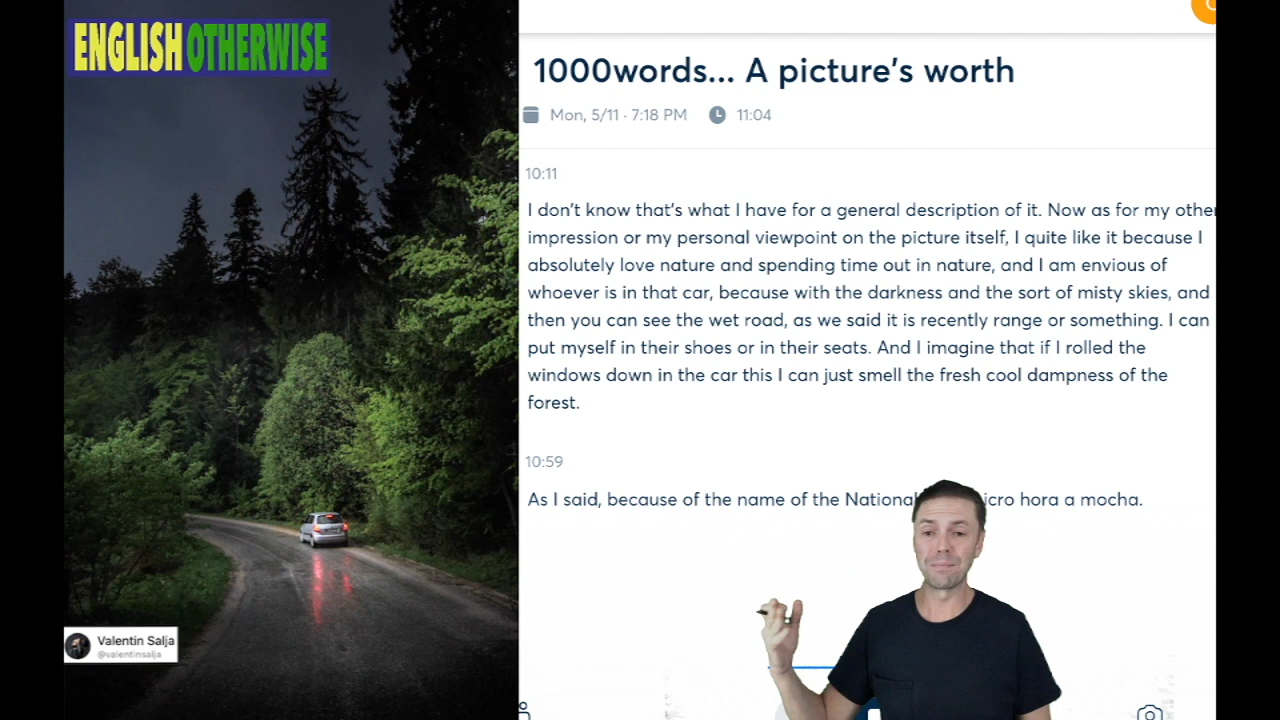 ENGLISH OTHERWISE
1000words... A picture's worth
Mon, 5/11 · 7:18 PM 11:04
10:11
I don't know that's what I have for a general description of it. Now as for my other
impression or my personal viewpoint on the picture itself, I quite like it because I
absolutely love nature and spending time out in nature, and I am envious of
whoever is in that car, because with the darkness and the sort of misty skies, and
then you can see the wet road, as we said it is recently range or something. I can
put myself in their shoes or in their seats. And I imagine that if I rolled the
windows down in the car this I can just smell the fresh cool dampness of the
forest.
10:59
As I said, because of the name of the National hora a mocha.
Valentin Salja
@valentinsalja